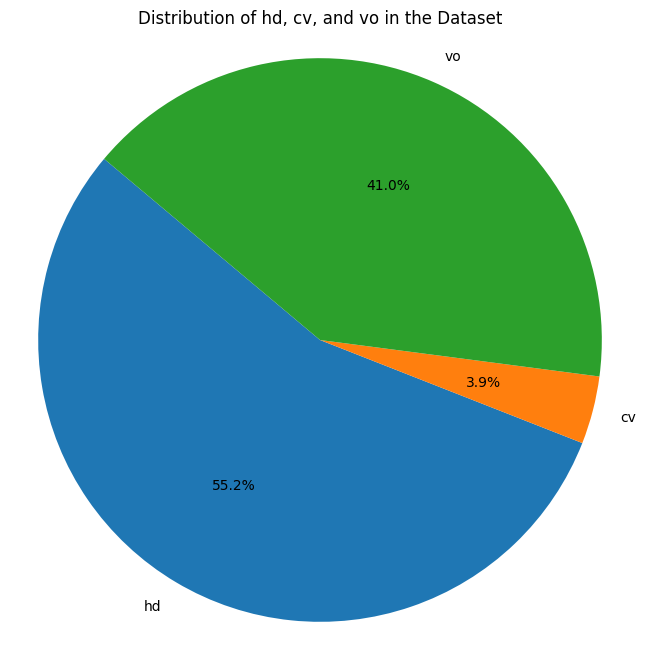 Distribution of hd, cv, and vo in the Dataset
vo
41.0%
3.9%
cv
55.2%
hd